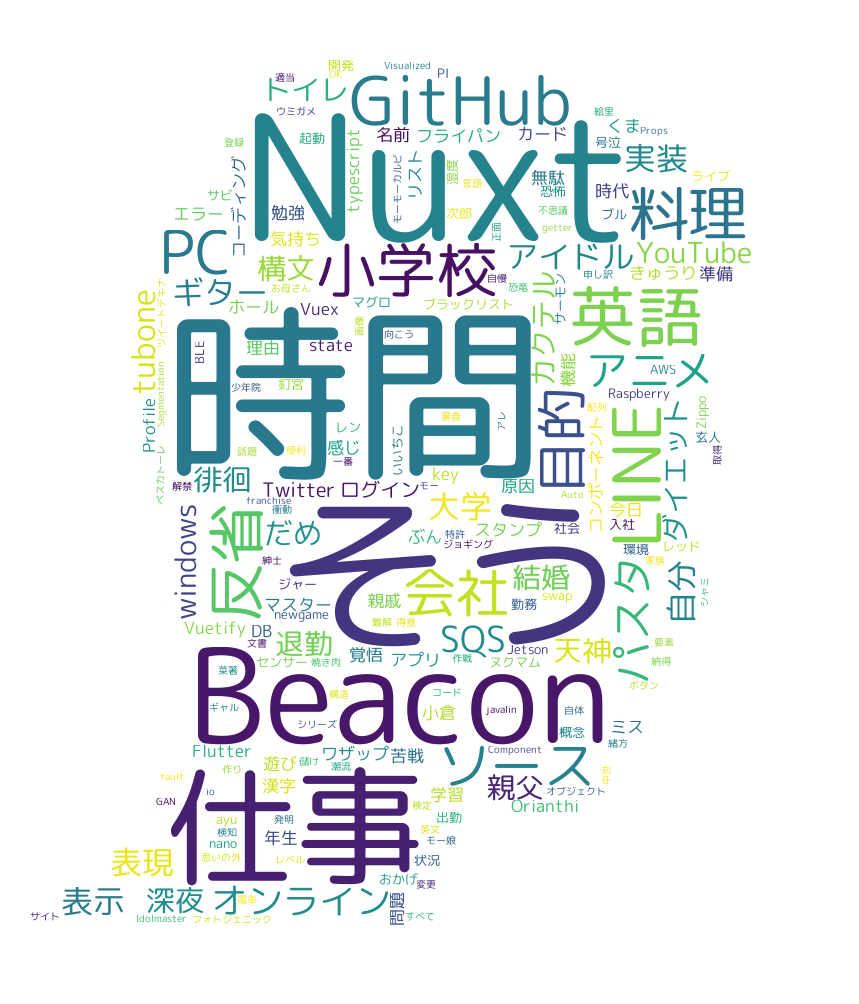 Visualized
PI
開発
OK
適当
トイレ
GitHub
ウミガメ
絵里
くま
Props
登録
起動
名前
フライパン
カード
号泣
Nuxt
実装
typescript
リスト
モーモーカルビ
湿度
言語
無駄
恐怖
時代
ライブ
コーディング
サビ
エラー
勉強
次郎
正面
不思議
ブル
料理
getter
PC
気持ち
小学校
アイドル
YouTube
構文
お母さん
自慢
恐竜
サーモン
申し訳
きゅうり
準備
ギター
ホール
マグロ
ブラックリスト
カクテル
英語
tubone
ツイートテキナ
Vuex
画像
向こう
理由
state
BLE
時間
機能
アニメ
AWS
Segmentation
少年院
釘宮
Raspberry
Zippo
Profile
レン
審査
アレ
目的
配列
LINE
ダイエット
話題
便利
感じ
一番
いいちこ
コンポーネント
玄人
取得
ペスカトーレ
徘徊
解禁
key
原因
Auto
今日
Twitter
ログイン
モー
franchise
衝動
大学
入社
windows
反省
だめ
そう
ぶん
特許
ジョギング
スタンプ
社会
環境
レッド
家族
紳士
ジャー
会社
結婚
パスタ
自分
シャミ
マスター
newgame
親戚
勤務
swap
Vuetify
DB
文書
難解
得意
退勤
SQS
Jetson
天神
要素
納得
センサー
焼き肉
覚悟
アプリ
作戦
ヌクマム
菜箸
Beacon
構造
コード
ボタン
ギャル
シリーズ
小倉
javalin
自体
ミス
概念
緒方
Flutter
ワザップ
苦戦
ソース
Component
作り
遊び
儲け
潮流
中世
fault
漢字
親父
オブジェクト
io
仕事
学習
Orianthi
GAN
ayu
発明
検定
出勤
検知
英文
nano
年生
モー娘
表現
思いの外
レベル
状況
おかげ
変更
表示
深夜
オンライン
問題
サイト
Idolmaster
フォトジェニック
すべて